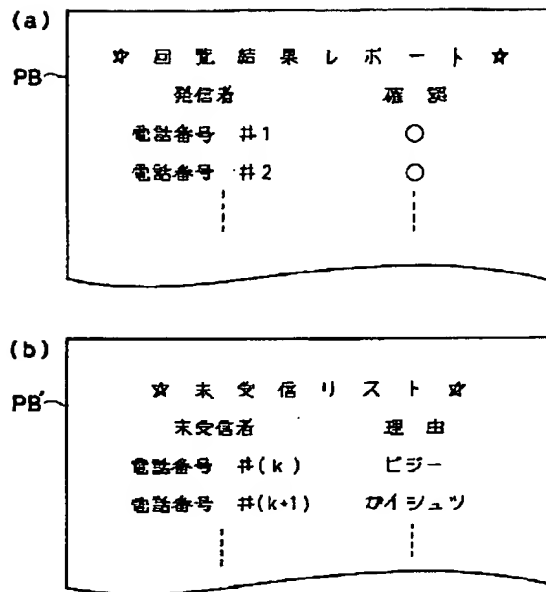 (a)
☆ 回覧結果レポート ☆
PB
発信者 確認
電話番号 #1 ○
電話番号 #2 ○
(b)
☆ 未受信リスト ☆
PB'
未受信者 理由
電話番号 #(k) ビジー
電話番号 #(k+1) ガイシュツ